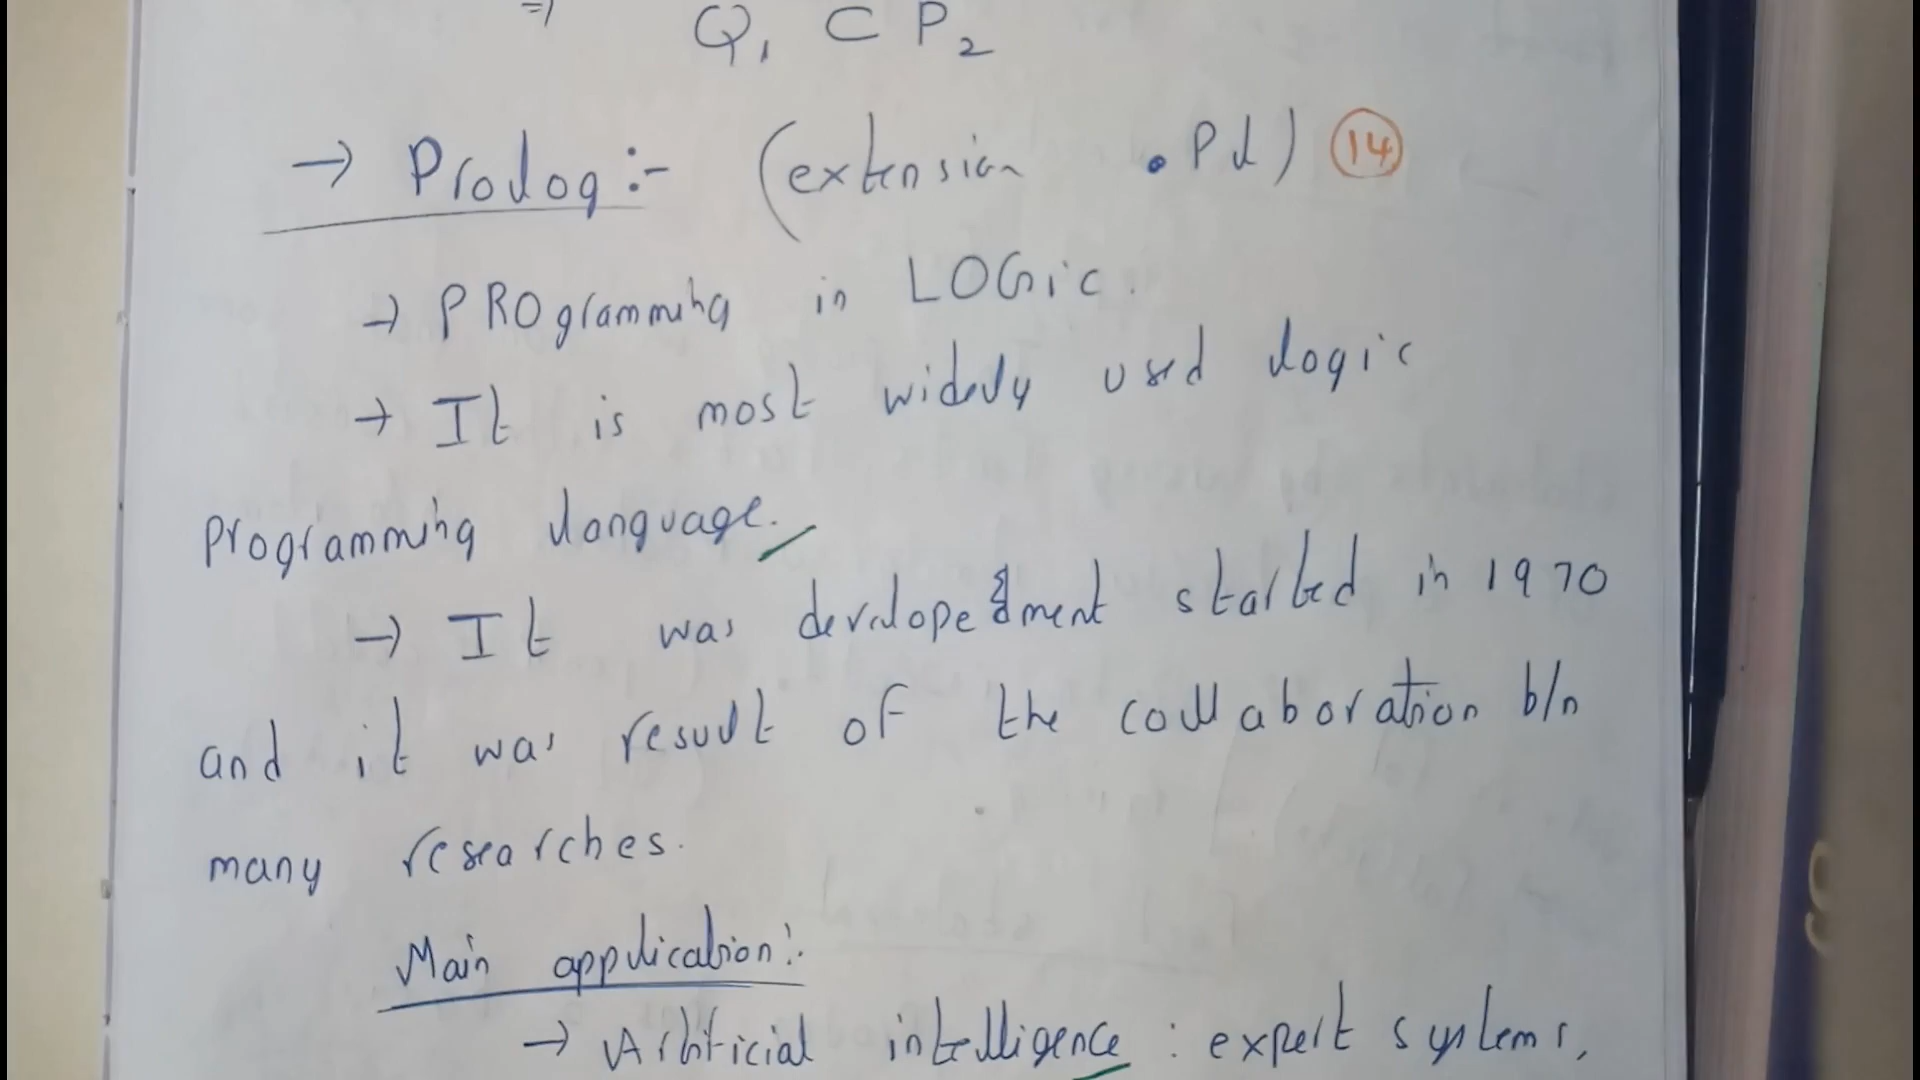 => Q1 ⊂ P2
→ Prolog :- (extension .Pl) 14
→ PROgramming in LOGic.
→ It is most widely used logic
programming language.
→ It was developement started in 1970
and it was result of the collaboration b/n
many researches.
Main application :-
→ Artificial intelligence : expert systems,